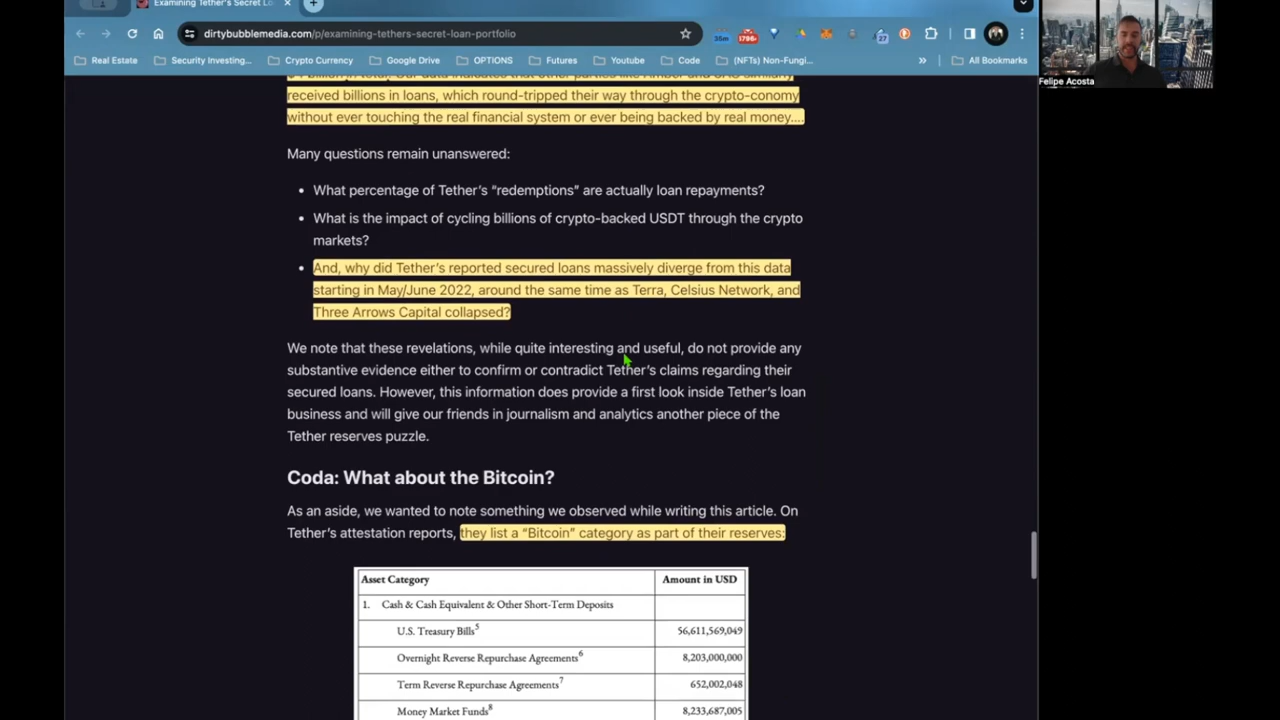 Examining Tether's Secret Lo
dirtybubblemedia.com/p/examining-tethers-secret-loan-portfolio
35m
1796
27
Real Estate
Security Investing...
Crypto Currency
Google Drive
OPTIONS
Futures
Youtube
Code
(NFTs) Non-Fungi...
»
All Bookmarks
Felipe Acosta
received billions in loans, which round-tripped their way through the crypto-conomy
without ever touching the real financial system or ever being backed by real money....
Many questions remain unanswered:
• What percentage of Tether's “redemptions” are actually loan repayments?
• What is the impact of cycling billions of crypto-backed USDT through the crypto
markets?
• And, why did Tether's reported secured loans massively diverge from this data
starting in May/June 2022, around the same time as Terra, Celsius Network, and
Three Arrows Capital collapsed?
We note that these revelations, while quite interesting and useful, do not provide any
substantive evidence either to confirm or contradict Tether's claims regarding their
secured loans. However, this information does provide a first look inside Tether's loan
business and will give our friends in journalism and analytics another piece of the
Tether reserves puzzle.
Coda: What about the Bitcoin?
As an aside, we wanted to note something we observed while writing this article. On
Tether's attestation reports, they list a “Bitcoin” category as part of their reserves:
Asset Category Amount in USD
1. Cash & Cash Equivalent & Other Short-Term Deposits
U.S. Treasury Bills5 56,611,569,049
Overnight Reverse Repurchase Agreements6 8,203,000,000
Term Reverse Repurchase Agreements7 652,002,048
Money Market Funds8 8,233,687,005